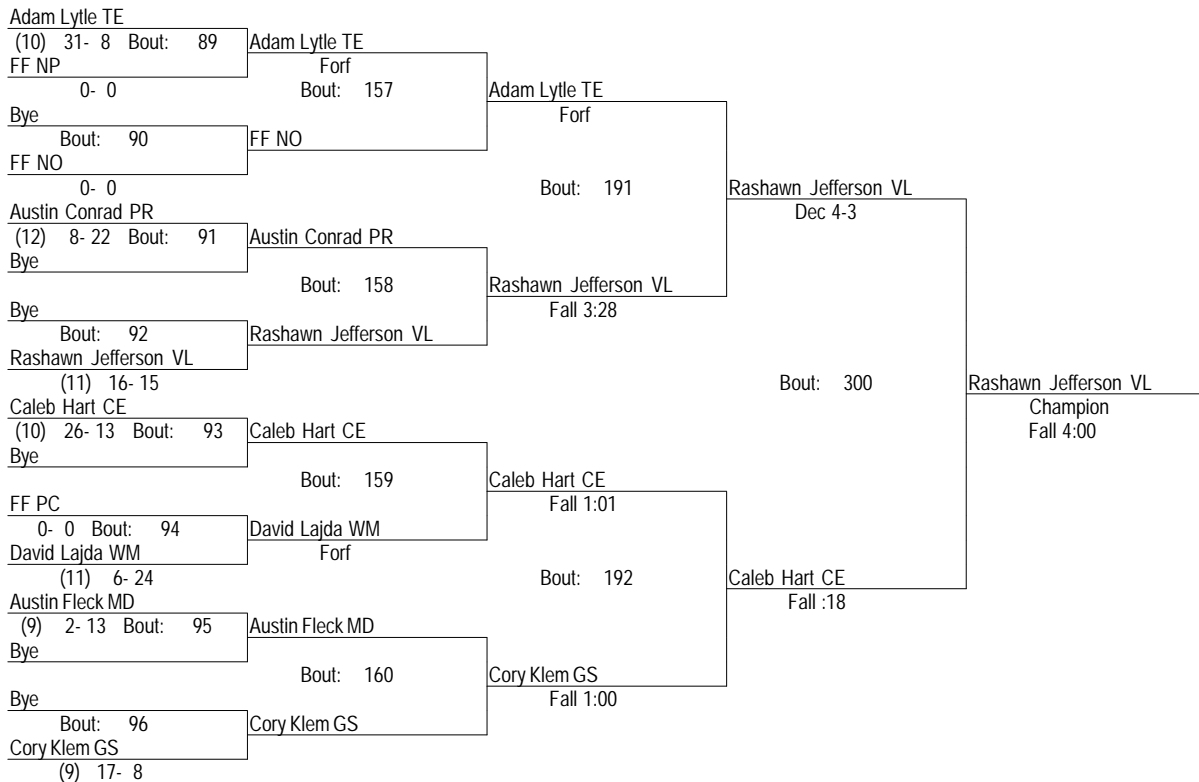 Adam Lytle TE
(10) 31- 8 Bout: 89
FF NP
0- 0
Bye
Bout: 90
FF NO
0- 0
Austin Conrad PR
(12) 8- 22 Bout: 91
Bye
Bye
Bout: 92
Rashawn Jefferson VL
(11) 16- 15
Caleb Hart CE
(10) 26- 13 Bout: 93
Bye
FF PC
0- 0 Bout: 94
David Lajda WM
(11) 6- 24
Austin Fleck MD
(9) 2- 13 Bout: 95
Bye
Bye
Bout: 96
Cory Klem GS
(9) 17- 8
Adam Lytle TE
Forf
Bout: 157
FF NO
Austin Conrad PR
Bout: 158
Rashawn Jefferson VL
Caleb Hart CE
Bout: 159
David Lajda WM
Forf
Austin Fleck MD
Bout: 160
Cory Klem GS
Adam Lytle TE
Forf
Bout: 191
Rashawn Jefferson VL
Fall 3:28
Caleb Hart CE
Fall 1:01
Bout: 192
Cory Klem GS
Fall 1:00
Rashawn Jefferson VL
Dec 4-3
Bout: 300
Caleb Hart CE
Fall :18
Rashawn Jefferson VL
Champion
Fall 4:00